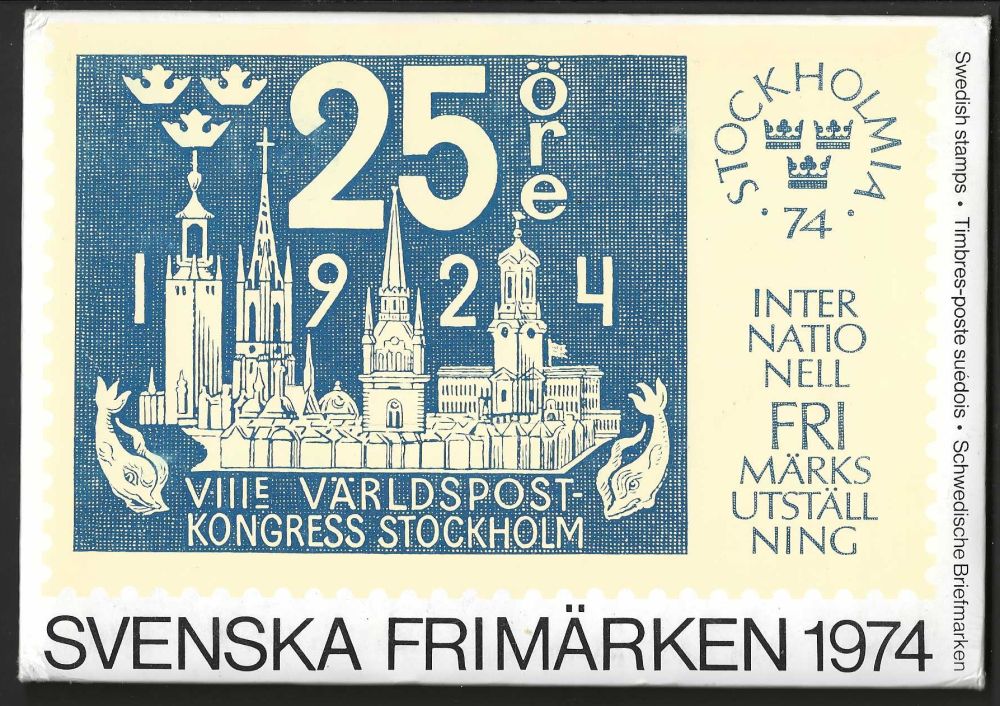 25 öre
1924
V·IIIE VÄRLDSPOST-
KONGRESS STOCKHOLM
STOCKHOLMIA
· 74 ·
INTER
NATIO
NELL
FRI
MÄRKS
UTSTÄLL
NING
Swedish stamps • Timbres-poste suédois • Schwedische Briefmarken
SVENSKA FRIMÄRKEN 1974